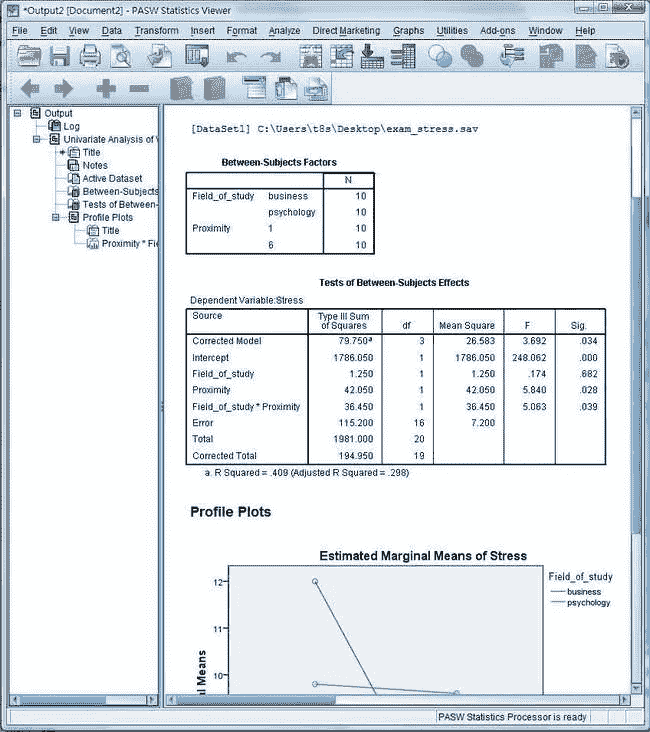 *Output2 [Document2] - PASW Statistics Viewer
File Edit View Data Transform Insert Format Analyze Direct Marketing Graphs Utilities Add-ons Window Help
Output
Log
Univariate Analysis of
Title
Notes
Active Dataset
Between-Subjects
Tests of Between-
Profile Plots
Title
Proximity * Fi
[DataSet1] C:\Users\t8s\Desktop\exam_stress.sav
Between-Subjects Factors
N
Field_of_study business 10
psychology 10
Proximity 1 10
6 10
Tests of Between-Subjects Effects
Dependent Variable:Stress
Source Type III Sum of Squares df Mean Square F Sig.
Corrected Model 79.750a 3 26.583 3.692 .034
Intercept 1786.050 1 1786.050 248.062 .000
Field_of_study 1.250 1 1.250 .174 .682
Proximity 42.050 1 42.050 5.840 .028
Field_of_study * Proximity 36.450 1 36.450 5.063 .039
Error 115.200 16 7.200
Total 1981.000 20
Corrected Total 194.950 19
a. R Squared = .409 (Adjusted R Squared = .298)
Profile Plots
Estimated Marginal Means of Stress
Field_of_study
business
psychology
12
11
10
al Means
PASW Statistics Processor is ready